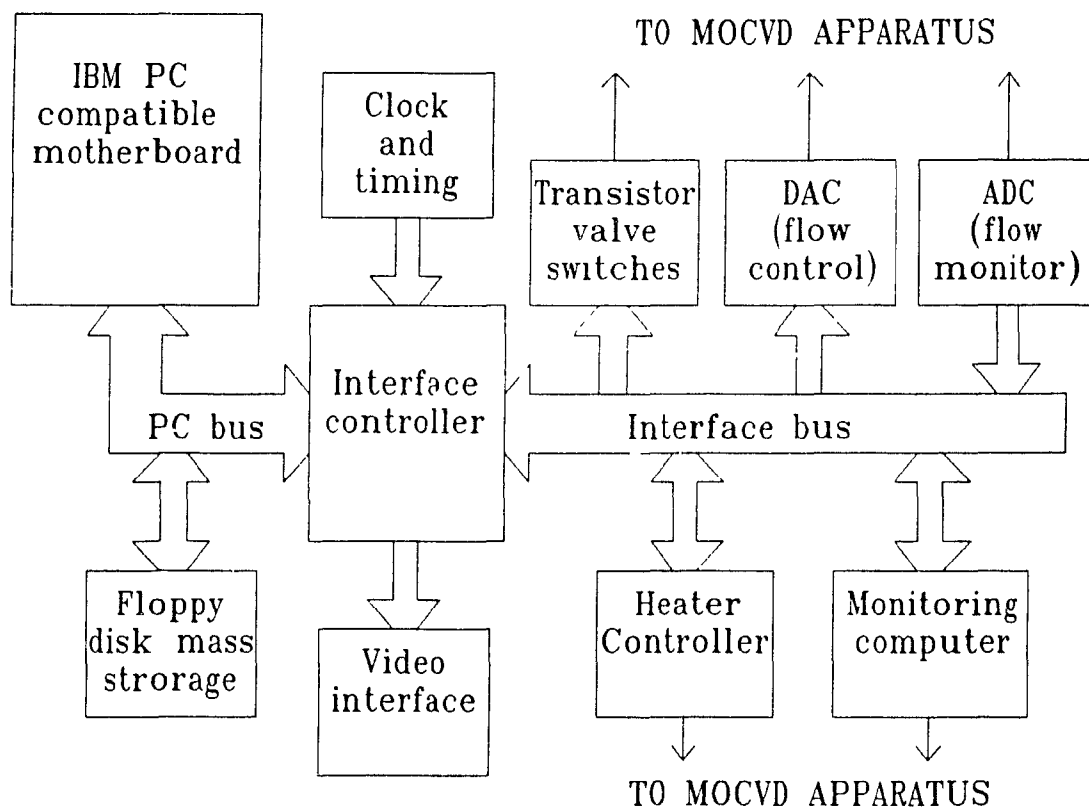 TO MOCVD APPARATUS
IBM PC
compatible
motherboard
Clock
and
timing
Transistor
valve
switches
DAC
(flow
control)
ADC
(flow
monitor)
Interface
controller
PC bus
Interface bus
Floppy
disk mass
strorage
Video
interface
Heater
Controller
Monitoring
computer
TO MOCVD APPARATUS